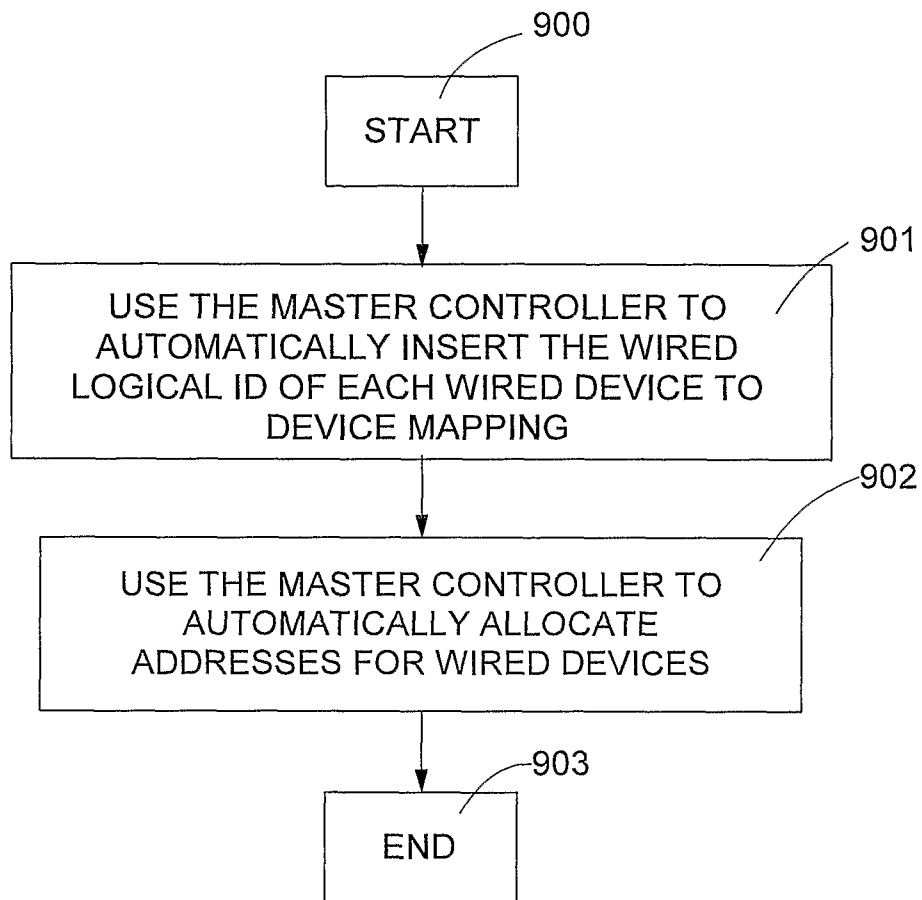 900
START
901
USE THE MASTER CONTROLLER TO
AUTOMATICALLY INSERT THE WIRED
LOGICAL ID OF EACH WIRED DEVICE TO
DEVICE MAPPING
902
USE THE MASTER CONTROLLER TO
AUTOMATICALLY ALLOCATE
ADDRESSES FOR WIRED DEVICES
903
END